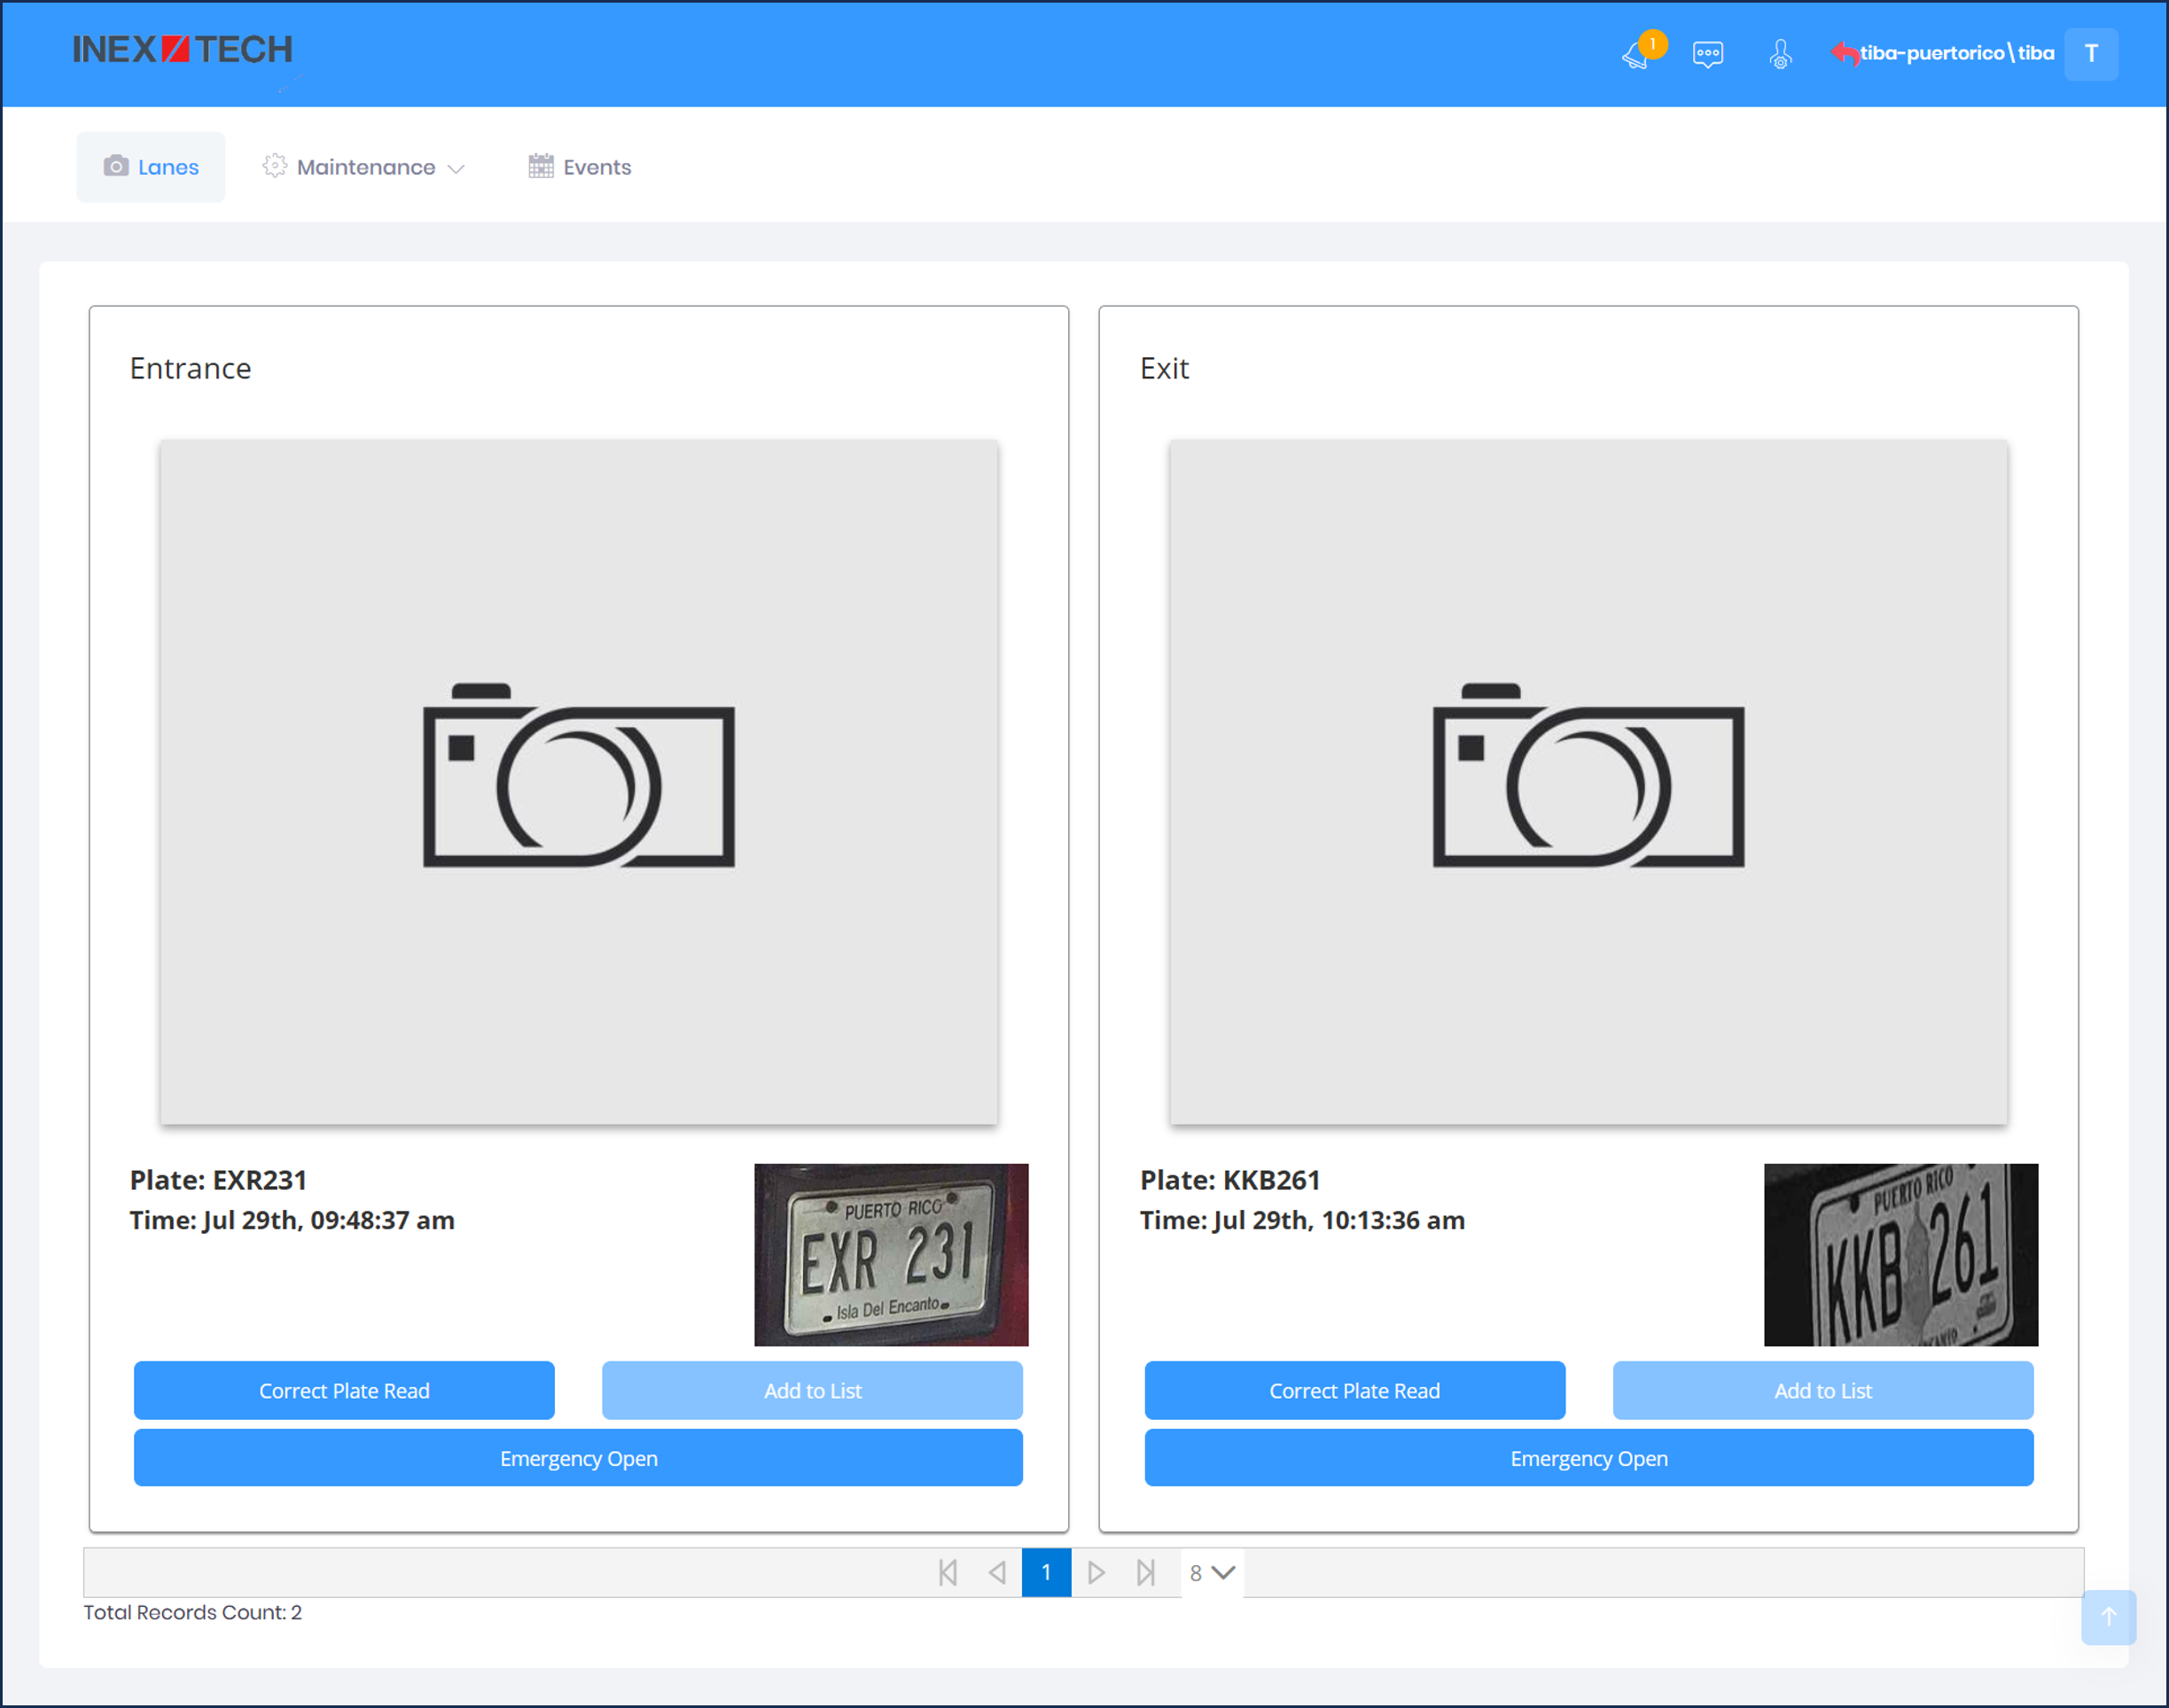 INEX TECH
1
tiba-puertorico\tiba
T
Lanes
Maintenance
Events
Entrance
Plate: EXR231
Time: Jul 29th, 09:48:37 am
PUERTO RICO
EXR 231
Isla Del Encanto
Correct Plate Read
Add to List
Emergency Open
Exit
Plate: KKB261
Time: Jul 29th, 10:13:36 am
PUERTO RICO
KKB 261
Correct Plate Read
Add to List
Emergency Open
1
8
Total Records Count: 2